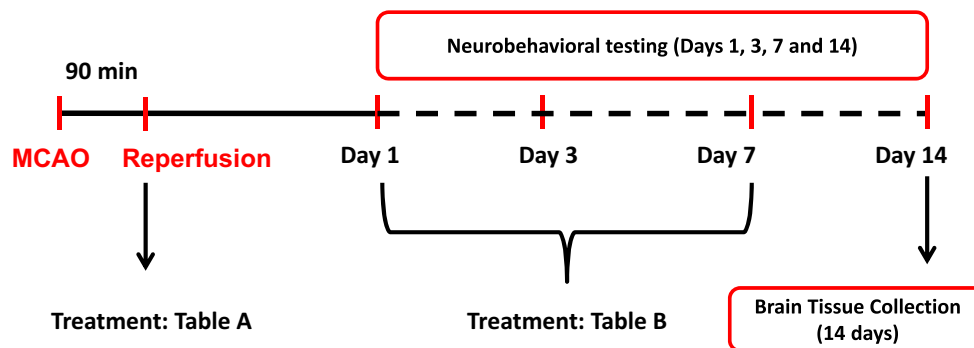 Neurobehavioral testing (Days 1, 3, 7 and 14)
90 min
MCAO
Reperfusion
Day 1
Day 3
Day 7
Day 14
Treatment: Table A
Treatment: Table B
Brain Tissue Collection
(14 days)